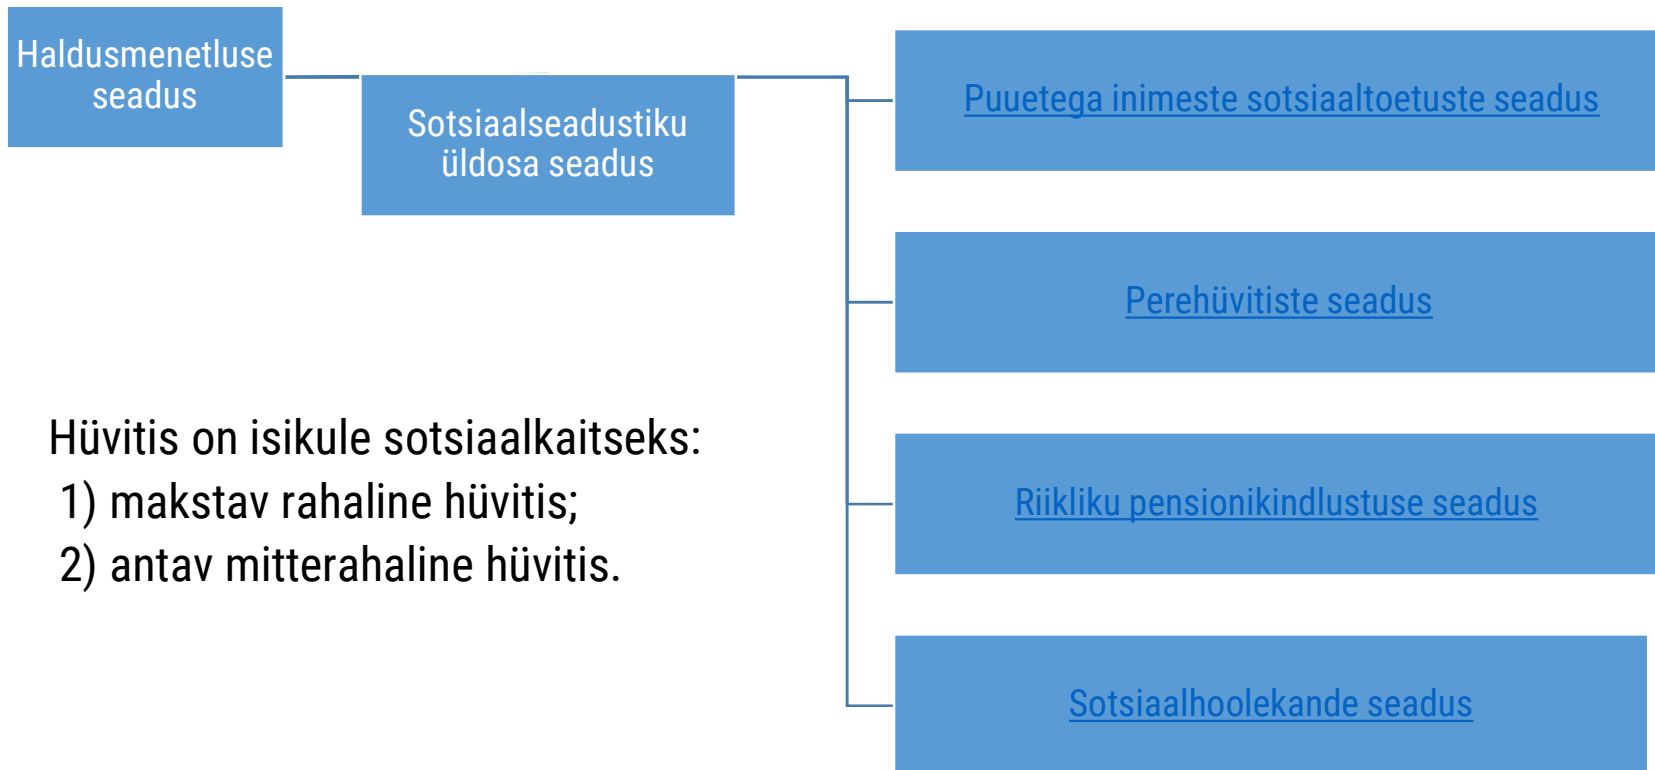 Haldusmenetluse
seadus
Sotsiaalseadustiku
üldosa seadus
Puuetega inimeste sotsiaaltoetuste seadus
Perehüvitiste seadus
Riikliku pensionikindlustuse seadus
Sotsiaalhoolekande seadus
Hüvitis on isikule sotsiaalkaitseks:
1) makstav rahaline hüvitis;
2) antav mitterahaline hüvitis.